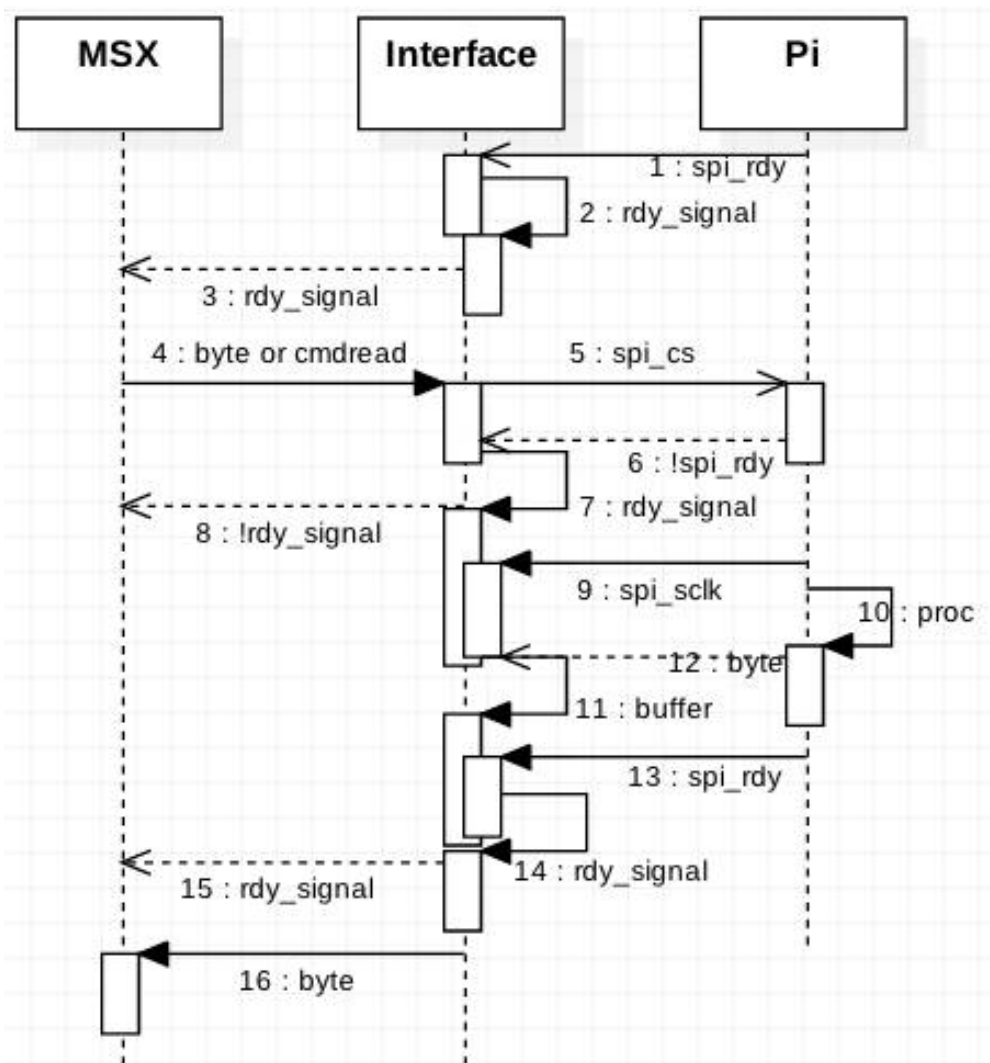 MSX
Interface
Pi
1 : spi_rdy
2 : rdy_signal
3 : rdy_signal
4 : byte or cmdread
5 : spi_cs
6 : !spi_rdy
7 : rdy_signal
8 : !rdy_signal
9 : spi_sclk
10 : proc
12 : byte
11 : buffer
13 : spi_rdy
14 : rdy_signal
15 : rdy_signal
16 : byte